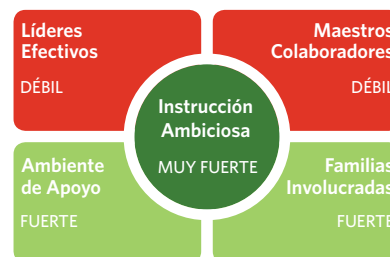 Líderes
Efectivos
DÉBIL
Maestros
Colaboradores
DÉBIL
Instrucción
Ambiciosa
MUY FUERTE
Ambiente
de Apoyo
FUERTE
Familias
Involucradas
FUERTE